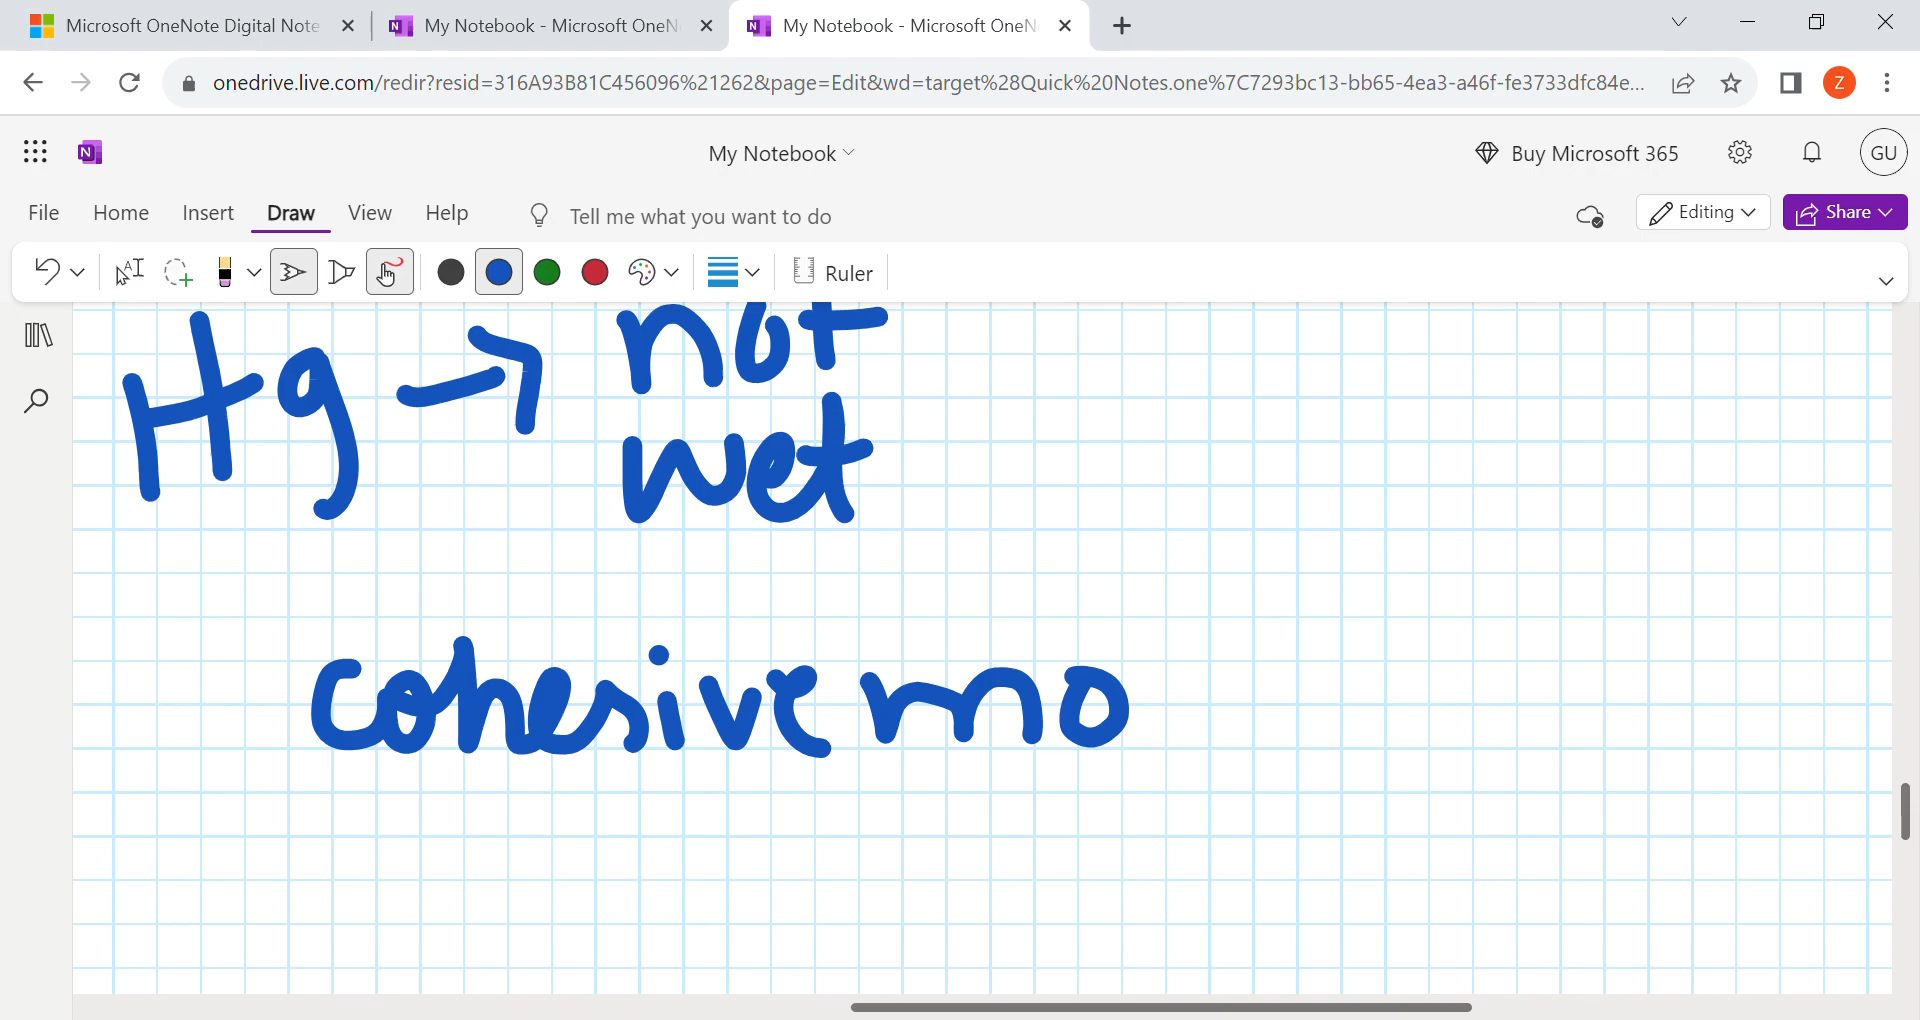 Microsoft OneNote Digital Note
My Notebook - Microsoft OneN
My Notebook - Microsoft OneN
onedrive.live.com/redir?resid=316A93B81C456096%21262&page=Edit&wd=target%28Quick%20Notes.one%7C7293bc13-bb65-4ea3-a46f-fe3733dfc84e...
Z
My Notebook
Buy Microsoft 365
GU
File Home Insert Draw View Help Tell me what you want to do
Editing
Share
Ruler
Hg → not
wet
cohesive mo